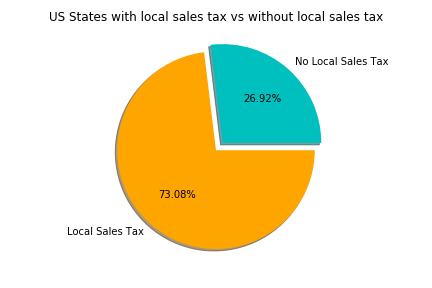 US States with local sales tax vs without local sales tax
No Local Sales Tax
26.92%
73.08%
Local Sales Tax